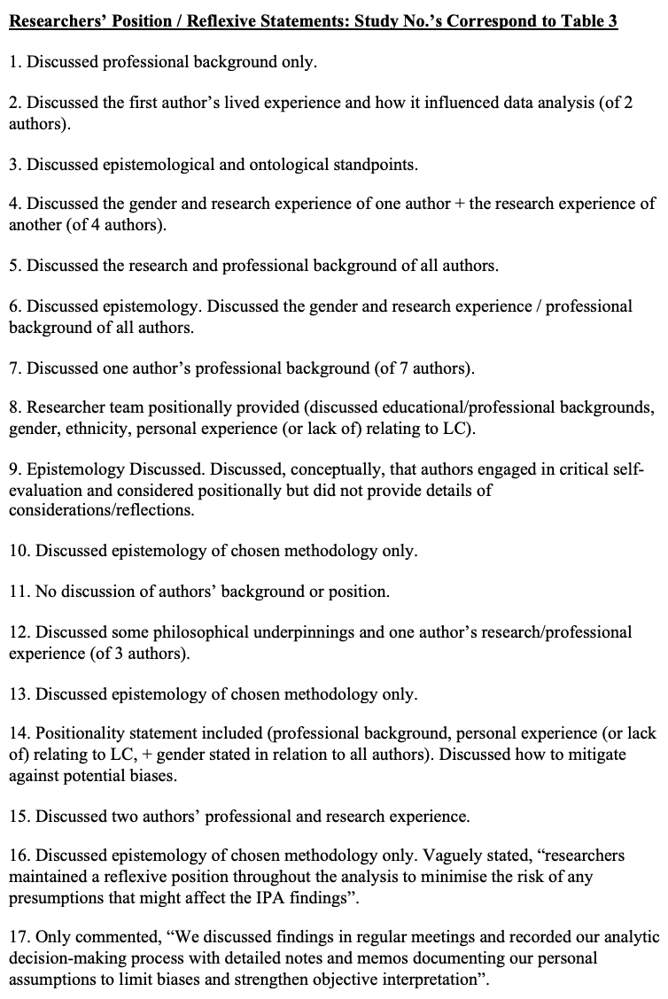 Researchers’ Position / Reflexive Statements: Study No.’s Correspond to Table 3
1. Discussed professional background only.
2. Discussed the first author’s lived experience and how it influenced data analysis (of 2
authors).
3. Discussed epistemological and ontological standpoints.
4. Discussed the gender and research experience of one author + the research experience of
another (of 4 authors).
5. Discussed the research and professional background of all authors.
6. Discussed epistemology. Discussed the gender and research experience / professional
background of all authors.
7. Discussed one author’s professional background (of 7 authors).
8. Researcher team positionally provided (discussed educational/professional backgrounds,
gender, ethnicity, personal experience (or lack of) relating to LC).
9. Epistemology Discussed. Discussed, conceptually, that authors engaged in critical self-
evaluation and considered positionally but did not provide details of
considerations/reflections.
10. Discussed epistemology of chosen methodology only.
11. No discussion of authors’ background or position.
12. Discussed some philosophical underpinnings and one author’s research/professional
experience (of 3 authors).
13. Discussed epistemology of chosen methodology only.
14. Positionality statement included (professional background, personal experience (or lack
of) relating to LC, + gender stated in relation to all authors). Discussed how to mitigate
against potential biases.
15. Discussed two authors’ professional and research experience.
16. Discussed epistemology of chosen methodology only. Vaguely stated, “researchers
maintained a reflexive position throughout the analysis to minimise the risk of any
presumptions that might affect the IPA findings”.
17. Only commented, “We discussed findings in regular meetings and recorded our analytic
decision-making process with detailed notes and memos documenting our personal
assumptions to limit biases and strengthen objective interpretation”.